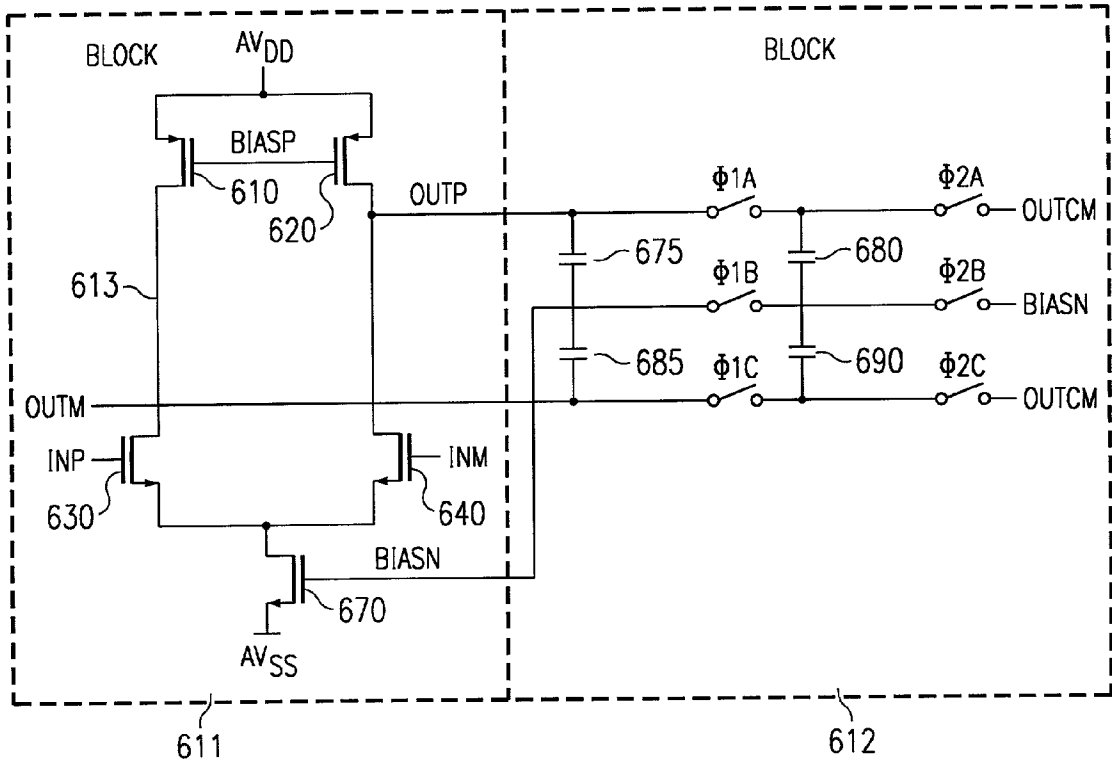 BLOCK
AVDD
BLOCK
BIASP
610
620
OUTP
Φ1A
Φ2A
OUTCM
675
680
613
Φ1B
Φ2B
BIASN
685
690
Φ1C
Φ2C
OUTM
OUTCM
INP
INM
630
640
BIASN
670
AVSS
611
612